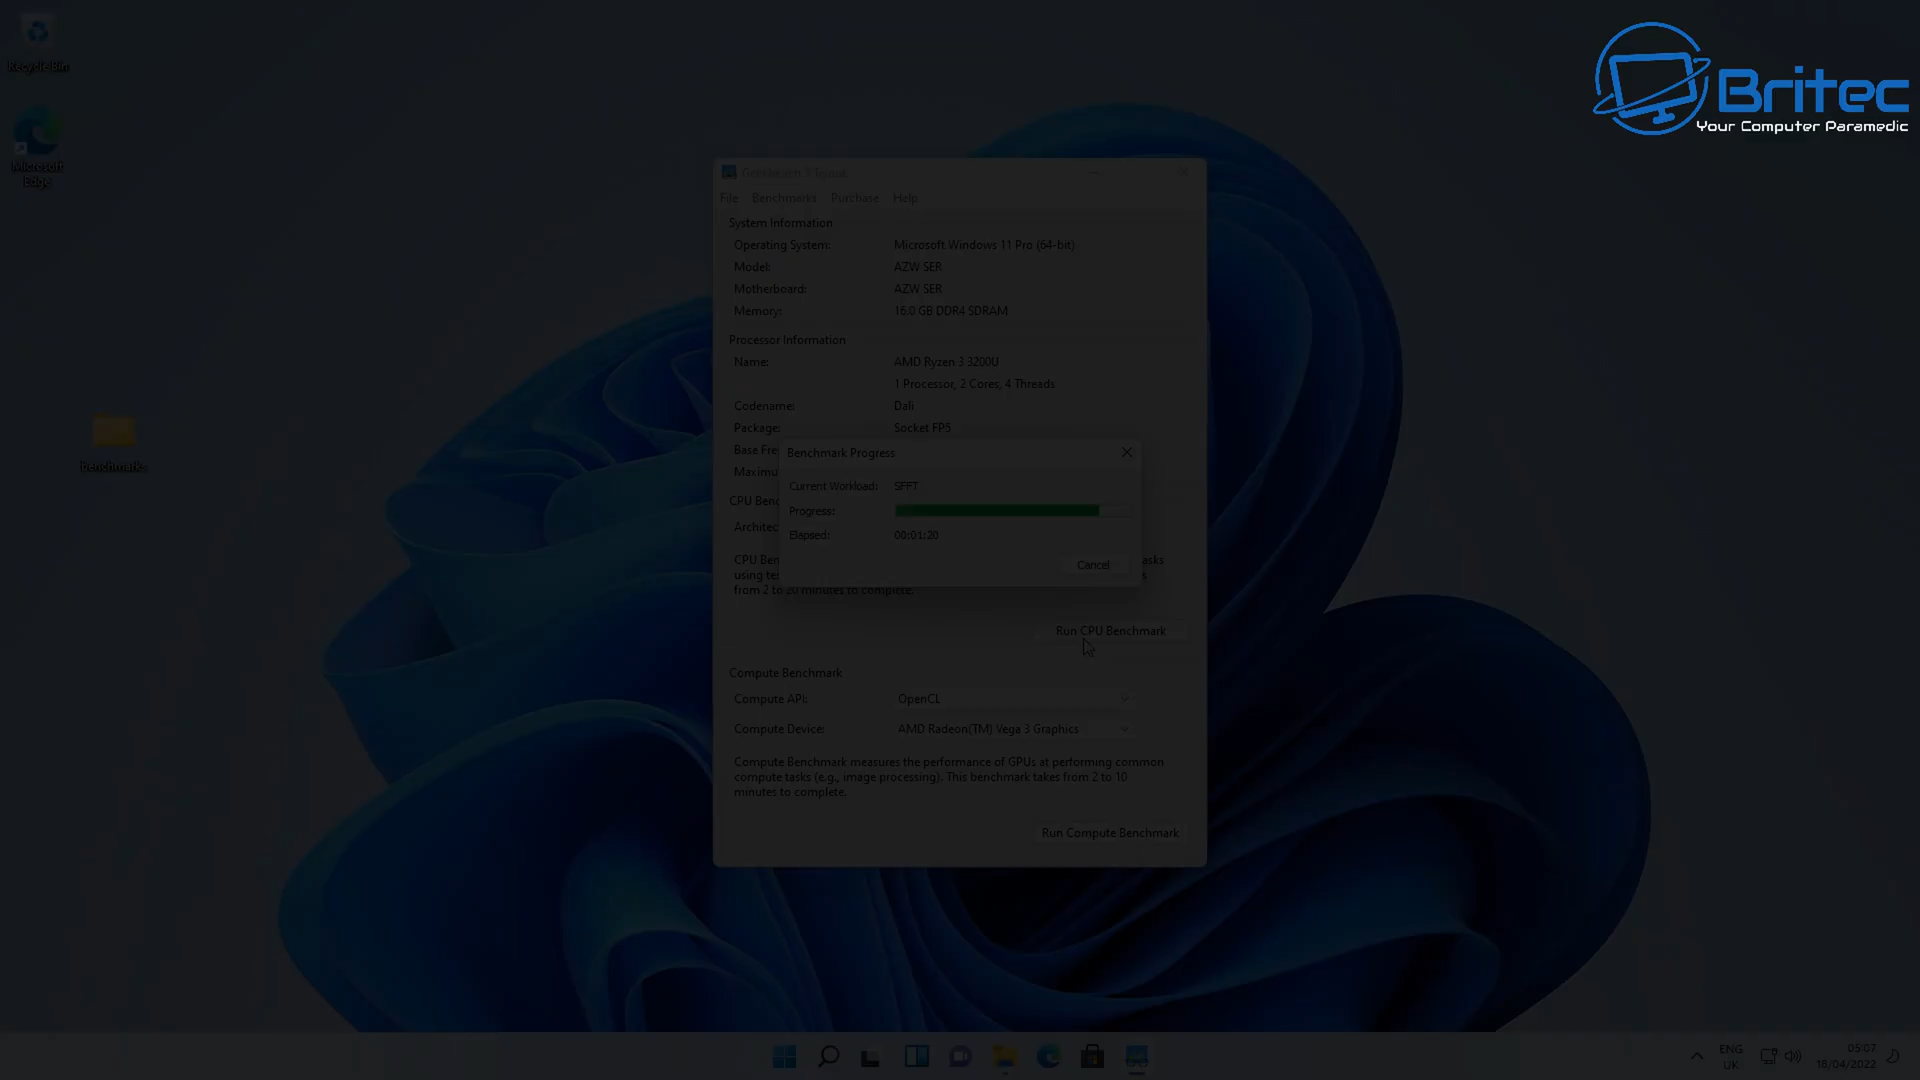 Britec
Your Computer Paramedic
Recycle Bin
Microsoft
Edge
benchmarks
File Benchmarks Purchase Help
System Information
Operating System: Microsoft Windows 11 Pro (64-bit)
Model: AZW SER
Motherboard: AZW SER
Memory: 16.0 GB DDR4 SDRAM
Processor Information
Name: AMD Ryzen 3 3200U
1 Processor, 2 Cores, 4 Threads
Codename: Dali
Package: Socket FP5
Base Fre
Maximu
CPU Benc
Architec
Benchmark Progress
Current Workload: SFFT
Progress:
Elapsed: 00:01:20
Cancel
CPU Ben asks
using te s
from 2 to 20 minutes to complete.
Run CPU Benchmark
Compute Benchmark
Compute API: OpenCL
Compute Device: AMD Radeon(TM) Vega 3 Graphics
Compute Benchmark measures the performance of GPUs at performing common
compute tasks (e.g., image processing). This benchmark takes from 2 to 10
minutes to complete.
Run Compute Benchmark
ENG
UK
05:07
18/04/2022